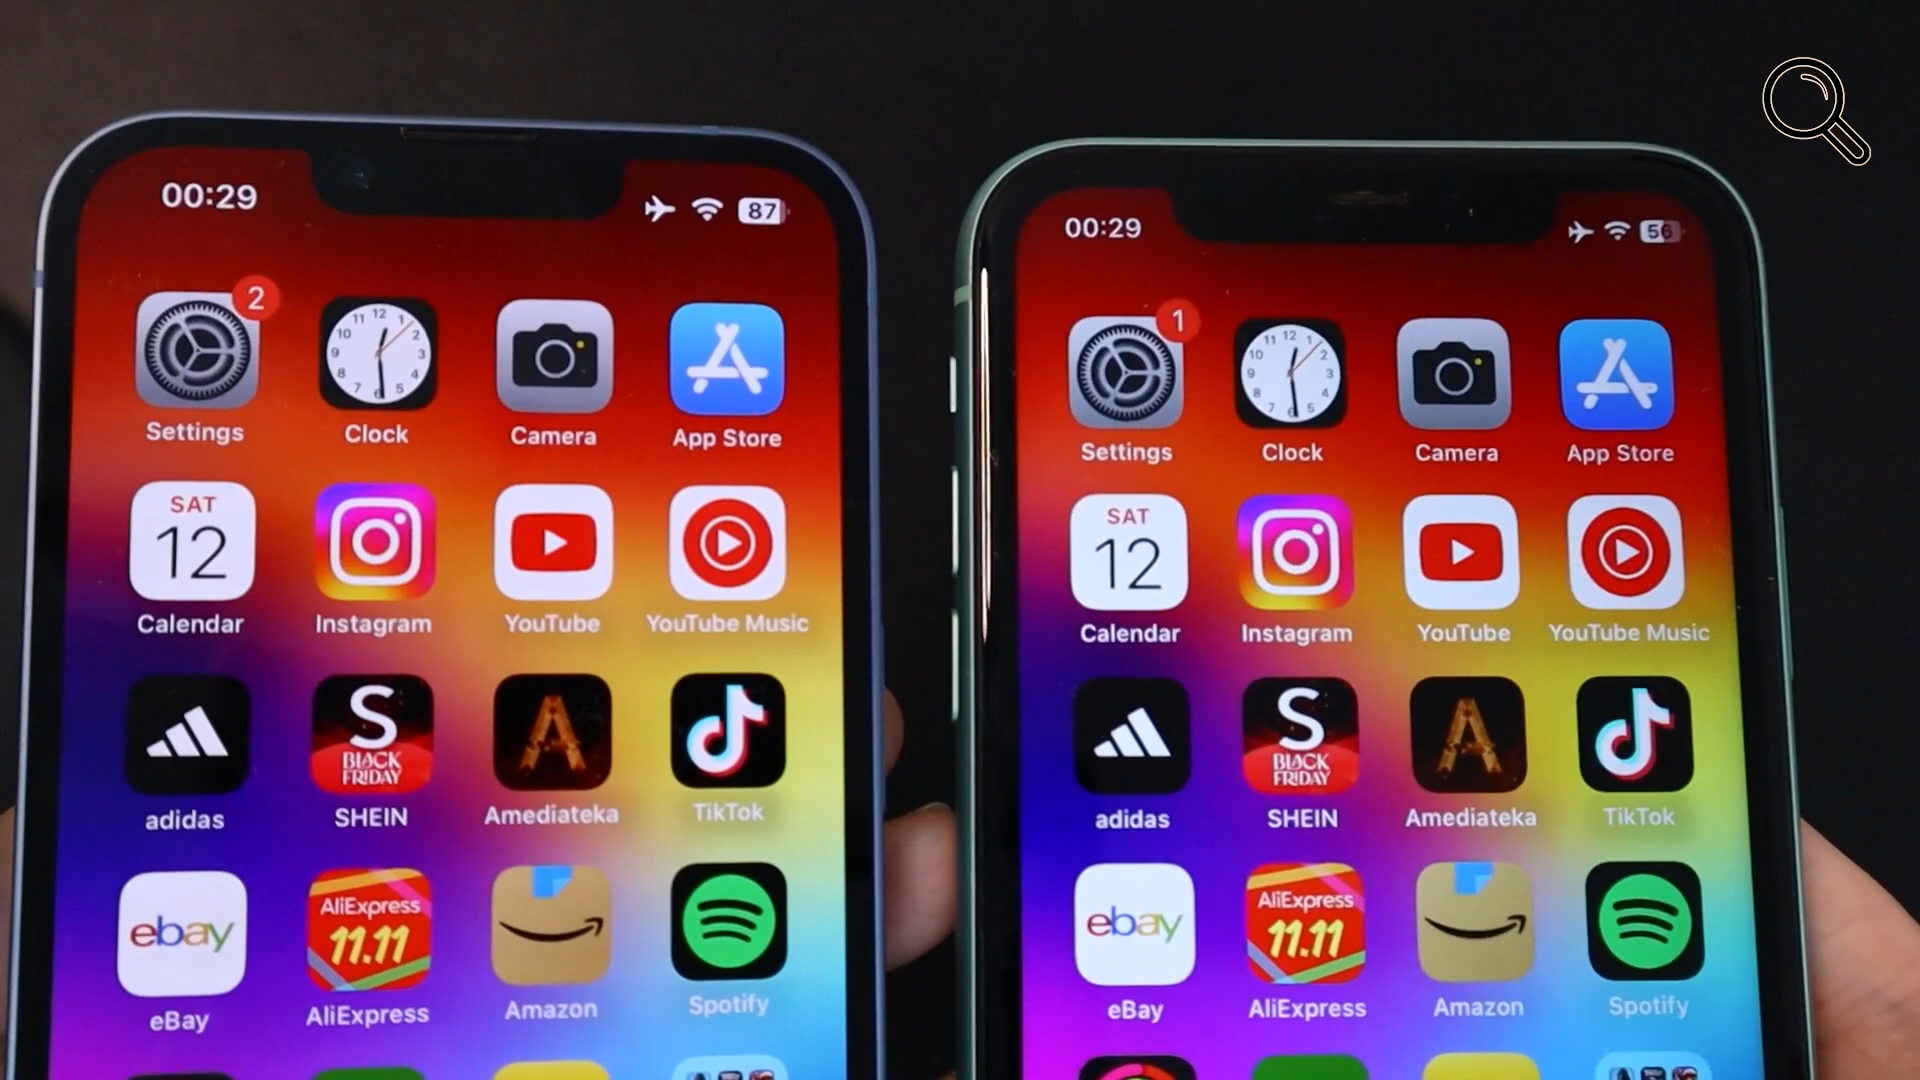 00:29
87
2
Settings
Clock
Camera
App Store
SAT
12
Calendar
Instagram
YouTube
YouTube Music
S
BLACK
FRIDAY
adidas
SHEIN
Amediateka
TikTok
ebay
AliExpress
11.11
eBay
AliExpress
Amazon
Spotify
00:29
56
1
Settings
Clock
Camera
App Store
SAT
12
Calendar
Instagram
YouTube
YouTube Music
S
BLACK
FRIDAY
adidas
SHEIN
Amediateka
TikTok
ebay
AliExpress
11.11
eBay
AliExpress
Amazon
Spotify